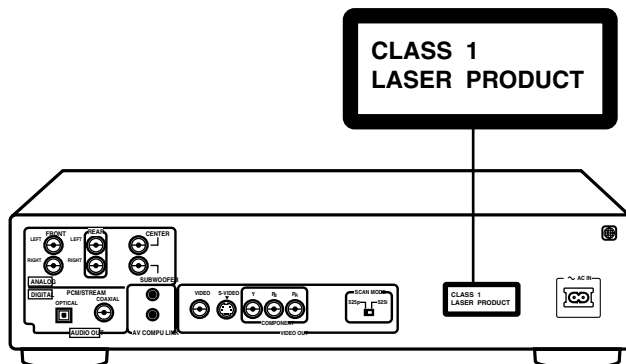 CLASS 1
LASER PRODUCT
FRONT REAR CENTER
LEFT LEFT
RIGHT RIGHT
ANALOG SUBWOOFER
DIGITAL PCM/STREAM
OPTICAL COAXIAL
AUDIO OUT AV COMPU LINK
VIDEO S-VIDEO Y PB PR
COMPONENT
VIDEO OUT
SCAN MODE
525p 525i
CLASS 1
LASER PRODUCT
~ AC IN